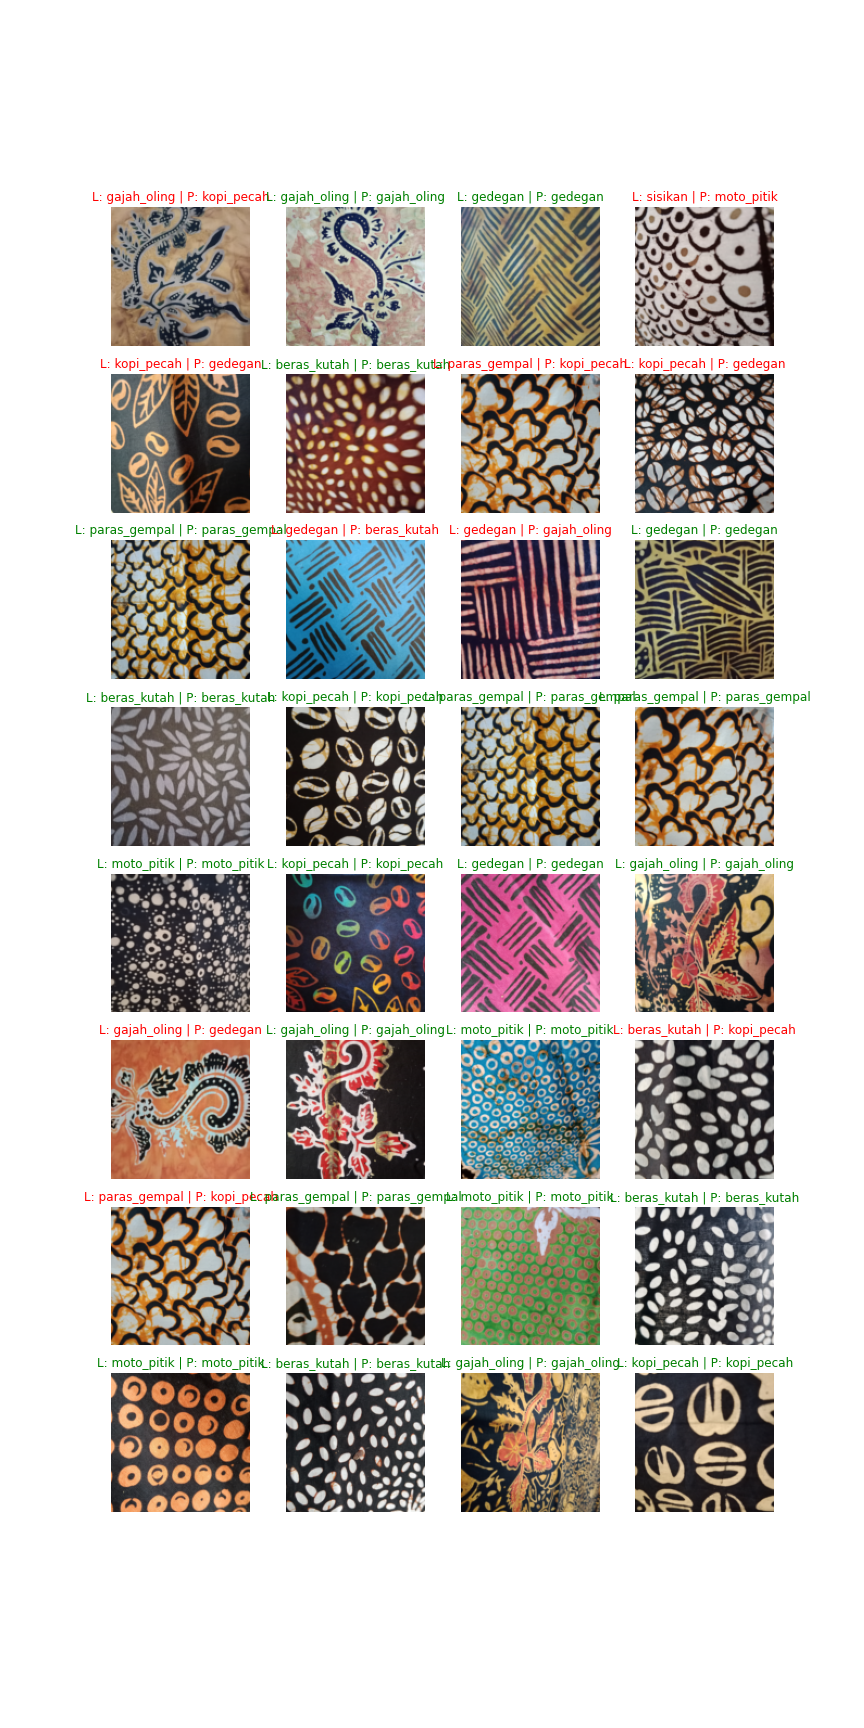 L: gajah_oling | P: kopi_pecah
L: gajah_oling | P: gajah_oling
L: gedegan | P: gedegan
L: sisikan | P: moto_pitik
L: kopi_pecah | P: gedegan
L: beras_kutah | P: beras_kutah
L: paras_gempal | P: kopi_pecah
L: kopi_pecah | P: gedegan
L: paras_gempal | P: paras_gempal
L: gedegan | P: beras_kutah
L: gedegan | P: gajah_oling
L: gedegan | P: gedegan
L: beras_kutah | P: beras_kutah
L: kopi_pecah | P: kopi_pecah
L: paras_gempal | P: paras_gempal
L: paras_gempal | P: paras_gempal
L: moto_pitik | P: moto_pitik
L: kopi_pecah | P: kopi_pecah
L: gedegan | P: gedegan
L: gajah_oling | P: gajah_oling
L: gajah_oling | P: gedegan
L: gajah_oling | P: gajah_oling
L: moto_pitik | P: moto_pitik
L: beras_kutah | P: kopi_pecah
L: paras_gempal | P: kopi_pecah
L: paras_gempal | P: paras_gempal
L: moto_pitik | P: moto_pitik
L: beras_kutah | P: beras_kutah
L: moto_pitik | P: moto_pitik
L: beras_kutah | P: beras_kutah
L: gajah_oling | P: gajah_oling
L: kopi_pecah | P: kopi_pecah